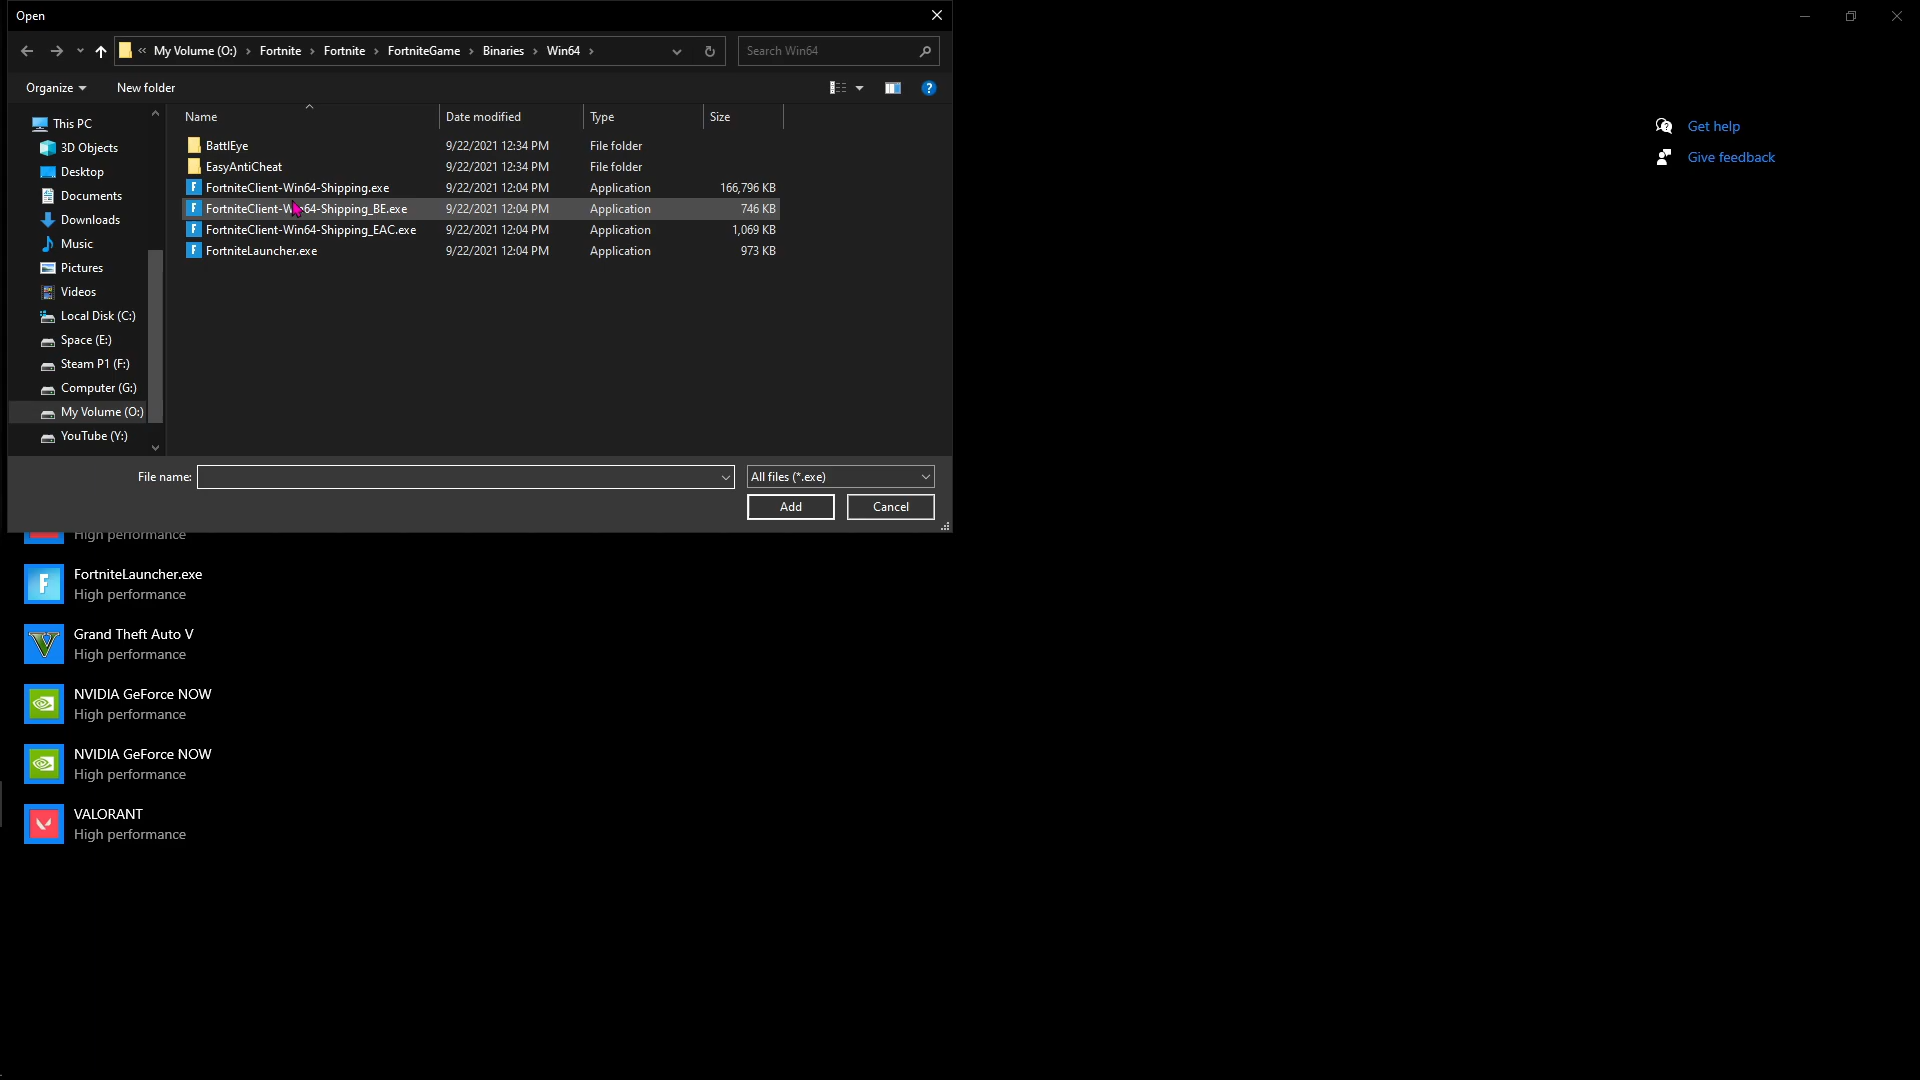 Open
« My Volume (O:) › Fortnite › Fortnite › FortniteGame › Binaries › Win64 ›
Search Win64
Organize
New folder
This PC
3D Objects
Desktop
Documents
Downloads
Music
Pictures
Videos
Local Disk (C:)
Space (E:)
Steam P1 (F:)
Computer (G:)
My Volume (O:)
YouTube (Y:)
Name Date modified Type Size
BattlEye 9/22/2021 12:34 PM File folder
EasyAntiCheat 9/22/2021 12:34 PM File folder
FortniteClient-Win64-Shipping.exe 9/22/2021 12:04 PM Application 166,796 KB
FortniteClient-Win64-Shipping_BE.exe 9/22/2021 12:04 PM Application 746 KB
FortniteClient-Win64-Shipping_EAC.exe 9/22/2021 12:04 PM Application 1,069 KB
FortniteLauncher.exe 9/22/2021 12:04 PM Application 973 KB
File name:
All files (*.exe)
Add
Cancel
Get help
Give feedback
High performance
FortniteLauncher.exe
High performance
Grand Theft Auto V
High performance
NVIDIA GeForce NOW
High performance
NVIDIA GeForce NOW
High performance
VALORANT
High performance